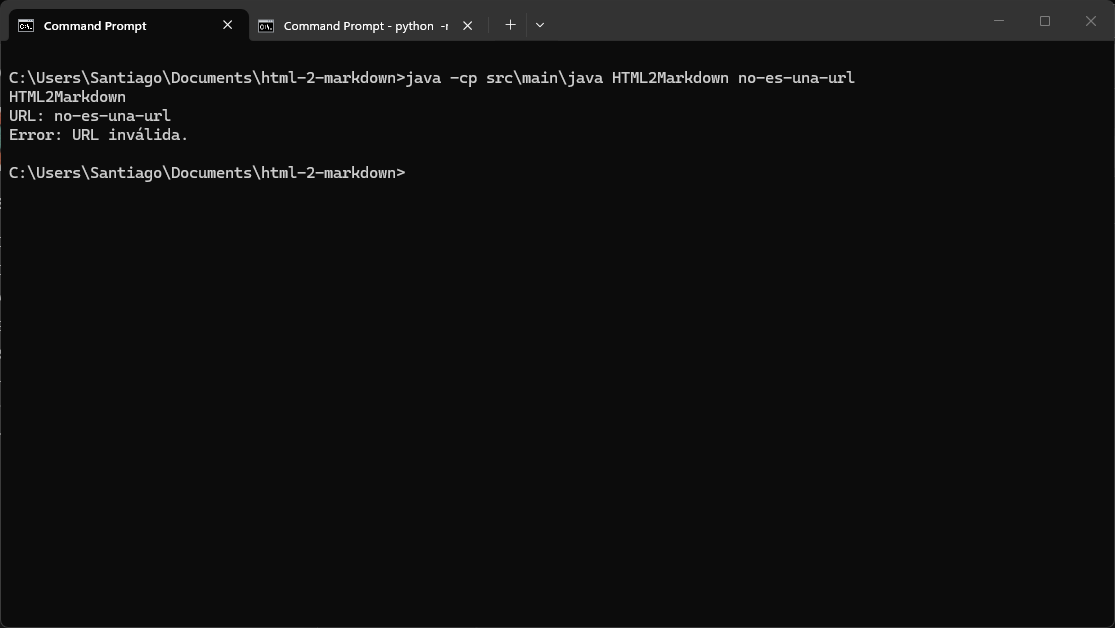 Command Prompt
Command Prompt - python -r
C:\Users\Santiago\Documents\html-2-markdown>java -cp src\main\java HTML2Markdown no-es-una-url
HTML2Markdown
URL: no-es-una-url
Error: URL inválida.
C:\Users\Santiago\Documents\html-2-markdown>